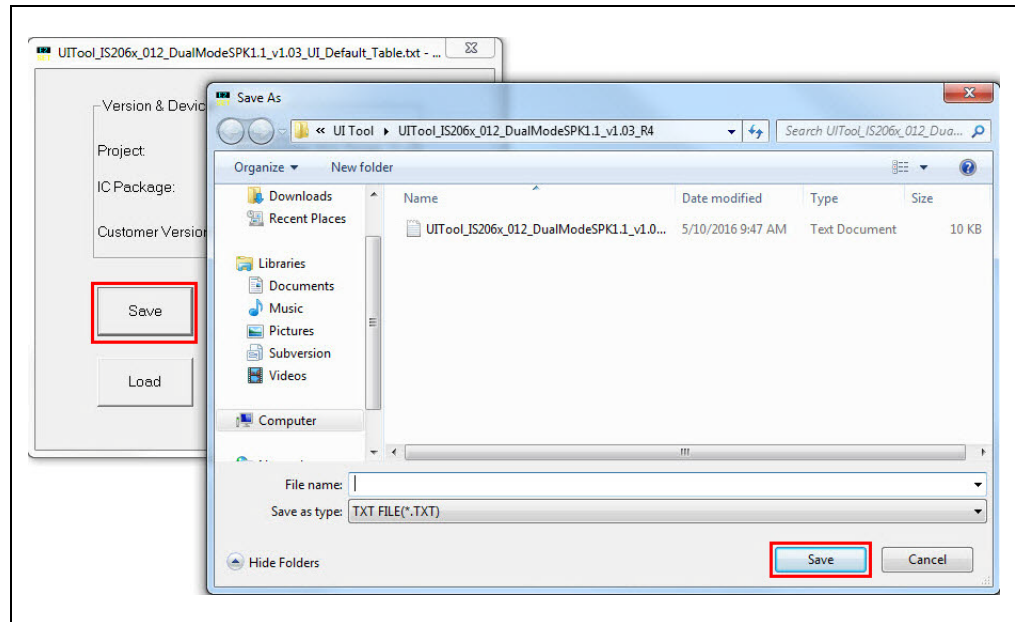 UITool_IS206x_012_DualModeSPK1.1_v1.03_UI_Default_Table.txt - ...
Version & Devic
Project:
IC Package:
Customer Version
Save
Load
Save As
« UI Tool ▸ UITool_IS206x_012_DualModeSPK1.1_v1.03_R4
Search UITool_IS206x_012_Dua...
Organize
New folder
Downloads
Recent Places
Libraries
Documents
Music
Pictures
Subversion
Videos
Computer
Name Date modified Type Size
UITool_IS206x_012_DualModeSPK1.1_v1.0... 5/10/2016 9:47 AM Text Document 10 KB
File name:
Save as type: TXT FILE(*.TXT)
Hide Folders
Save
Cancel